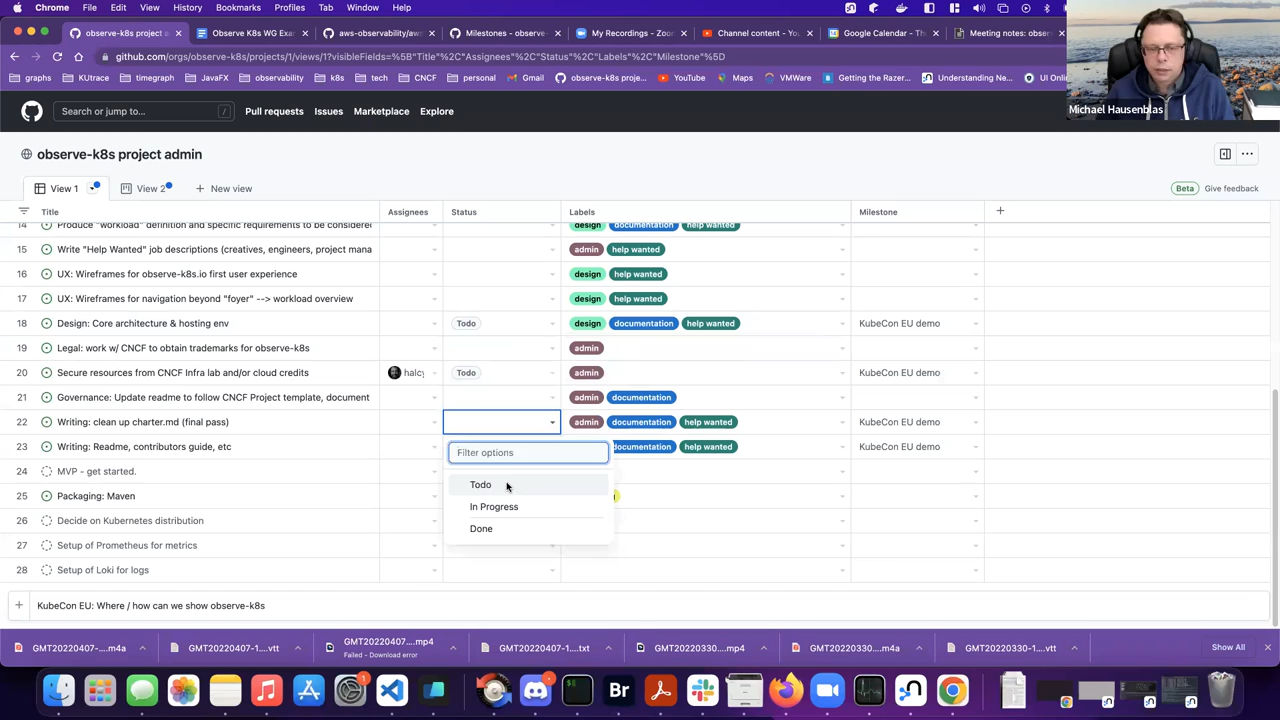 Chrome File Edit View History Bookmarks Profiles Tab Window Help
observe-k8s project a
Observe K8s WG Exam
aws-observability/aws
Milestones - observe-
My Recordings - Zoo
Channel content - You
Google Calendar - Th
Meeting notes: obser
github.com/orgs/observe-k8s/projects/1/views/1?visibleFields=%5B"Title"%2C"Assignees"%2C"Status"%2C"Labels"%2C"Milestone"%5D
graphs KUtrace timegraph JavaFX observability k8s tech CNCF personal Gmail observe-k8s proje... YouTube Maps VMWare Getting the Razer... Understanding Ne... UI Onlin
Michael Hausenblas
Search or jump to... / Pull requests Issues Marketplace Explore
observe-k8s project admin
View 1 View 2 + New view Beta Give feedback
Title Assignees Status Labels Milestone +
14 Produce "workload" definition and specific requirements to be considered design documentation help wanted
15 Write "Help Wanted" job descriptions (creatives, engineers, project mana admin help wanted
16 UX: Wireframes for observe-k8s.io first user experience design help wanted
17 UX: Wireframes for navigation beyond "foyer" --> workload overview design help wanted
18 Design: Core architecture & hosting env Todo design documentation help wanted KubeCon EU demo
19 Legal: work w/ CNCF to obtain trademarks for observe-k8s admin
20 Secure resources from CNCF Infra lab and/or cloud credits halcy Todo admin KubeCon EU demo
21 Governance: Update readme to follow CNCF Project template, document admin documentation
22 Writing: clean up charter.md (final pass) admin documentation help wanted KubeCon EU demo
23 Writing: Readme, contributors guide, etc documentation help wanted KubeCon EU demo
Filter options
24 MVP - get started.
Todo
25 Packaging: Maven
In Progress
26 Decide on Kubernetes distribution
Done
27 Setup of Prometheus for metrics
28 Setup of Loki for logs
+ KubeCon EU: Where / how can we show observe-k8s
GMT20220407-....m4a
GMT20220407-1....vtt
GMT20220407....mp4
Failed - Download error
GMT20220407-1....txt
GMT20220330....mp4
GMT20220330....m4a
GMT20220330-1....vtt
Show All
1
Br